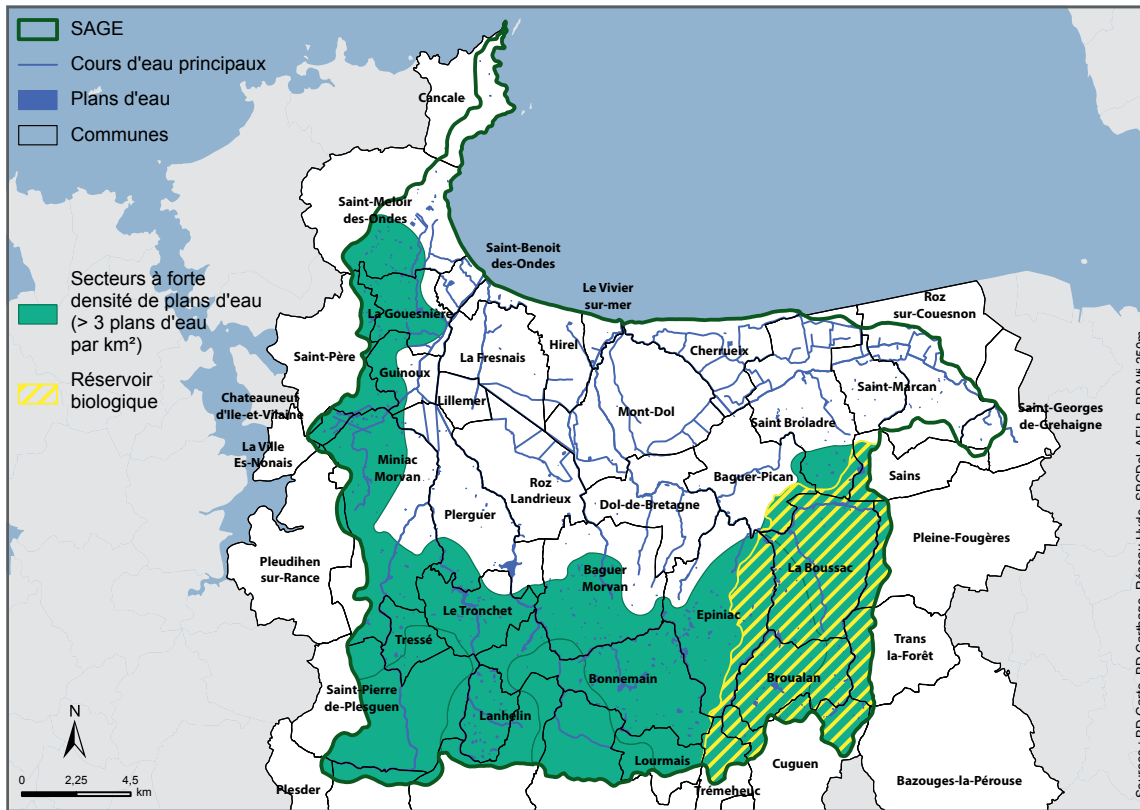 SAGE
Cours d'eau principaux
Plans d'eau
Communes
Secteurs à forte
densité de plans d'eau
(> 3 plans d'eau
par km²)
Réservoir
biologique
Cancale
Saint-Meloir
des-Ondes
Saint-Benoit
des-Ondes
Le Vivier
sur-mer
Roz
sur-Couesnon
La Gouesnière
La Fresnais
Hirel
Cherrueix
Saint-Père
Guinoux
Lillemer
Saint-Marcan
Chateauneuf
d'Ile-et-Vilaine
Mont-Dol
Saint Broladre
Saint-Georges
de-Grehaigne
La Ville
Es-Nonais
Miniac
Morvan
Roz
Landrieux
Baguer-Pican
Sains
Plerguer
Dol-de-Bretagne
Pleine-Fougères
Pleudihen
sur-Rance
Baguer
Morvan
La Boussac
Le Tronchet
Epiniac
Tressé
Trans
la-Forêt
Saint-Pierre
de-Plesguen
Bonnemain
Broualan
Lanhélin
Lourmais
Cuguen
Plesder
Trémeheuc
Bazouges-la-Pérouse
N
0 2,25 4,5
km